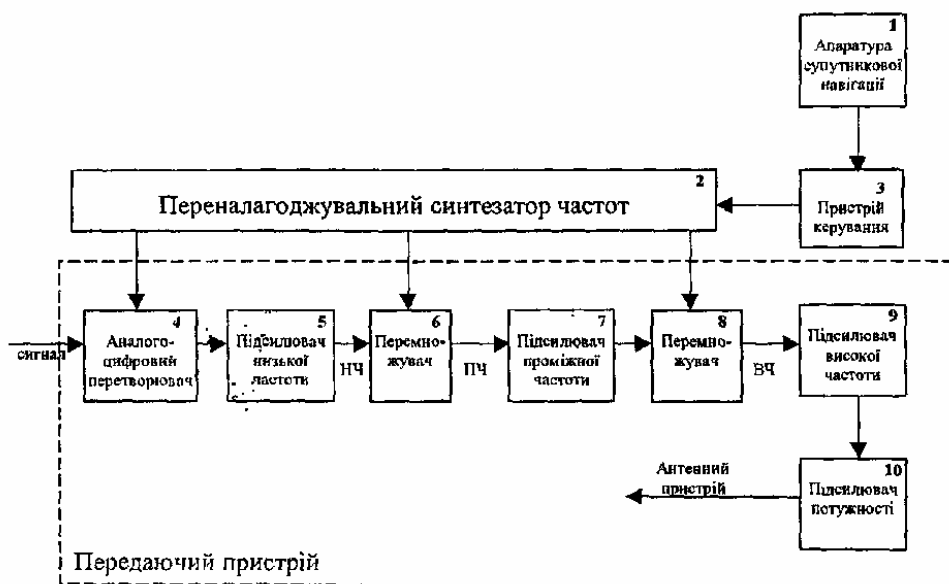 1
Апаратура
супутникової
навігації
2
Переналагоджувальний синтезатор частот
3
Пристрій
керування
сигнал
4
Аналого-
цифровий
перетворювач
5
Підсилювач
низької
частоти
НЧ
6
Перемно-
жувач
ПЧ
7
Підсилювач
проміжної
частоти
8
Перемно-
жувач
ВЧ
9
Підсилювач
високої
частоти
10
Підсилювач
потужності
Антенний
пристрій
Передаючий пристрій